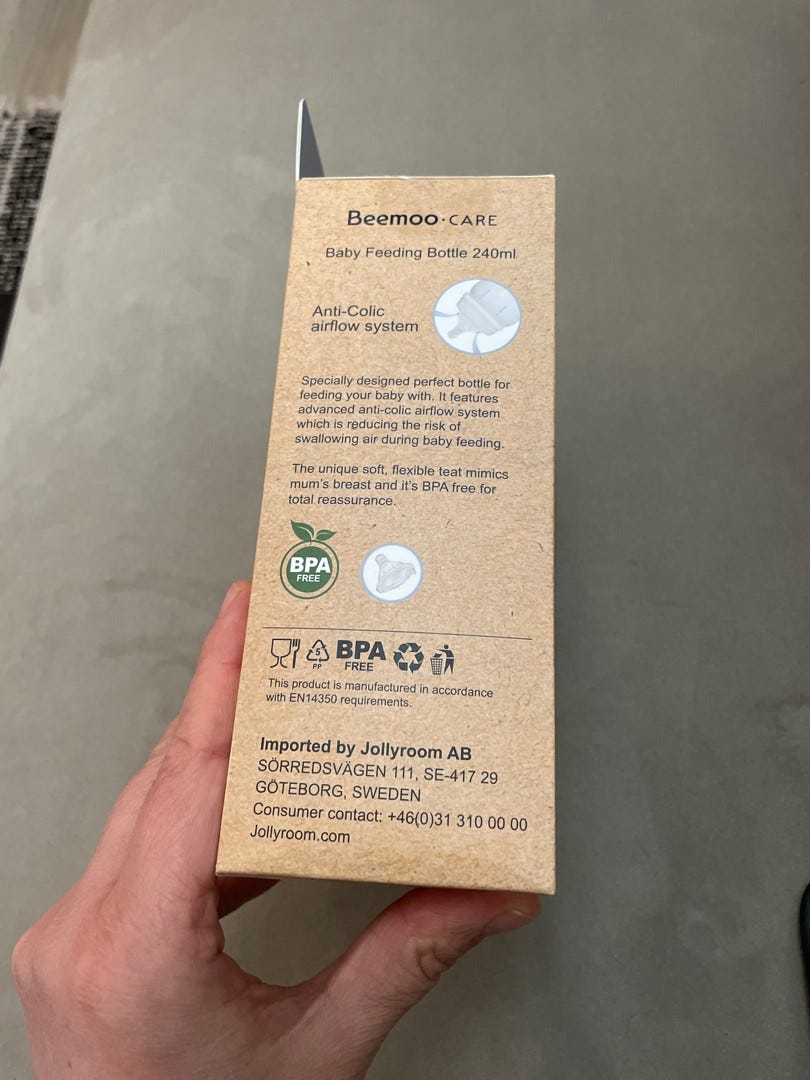 Beemoo·CARE
Baby Feeding Bottle 240ml
Anti-Colic
airflow system
Specially designed perfect bottle for
feeding your baby with. It features
advanced anti-colic airflow system
which is reducing the risk of
swallowing air during baby feeding.
The unique soft, flexible teat mimics
mum's breast and it's BPA free for
total reassurance.
BPA
FREE
5
PP
BPA
FREE
This product is manufactured in accordance
with EN14350 requirements.
Imported by Jollyroom AB
SÖRREDSVÄGEN 111, SE-417 29
GÖTEBORG, SWEDEN
Consumer contact: +46(0)31 310 00 00
Jollyroom.com